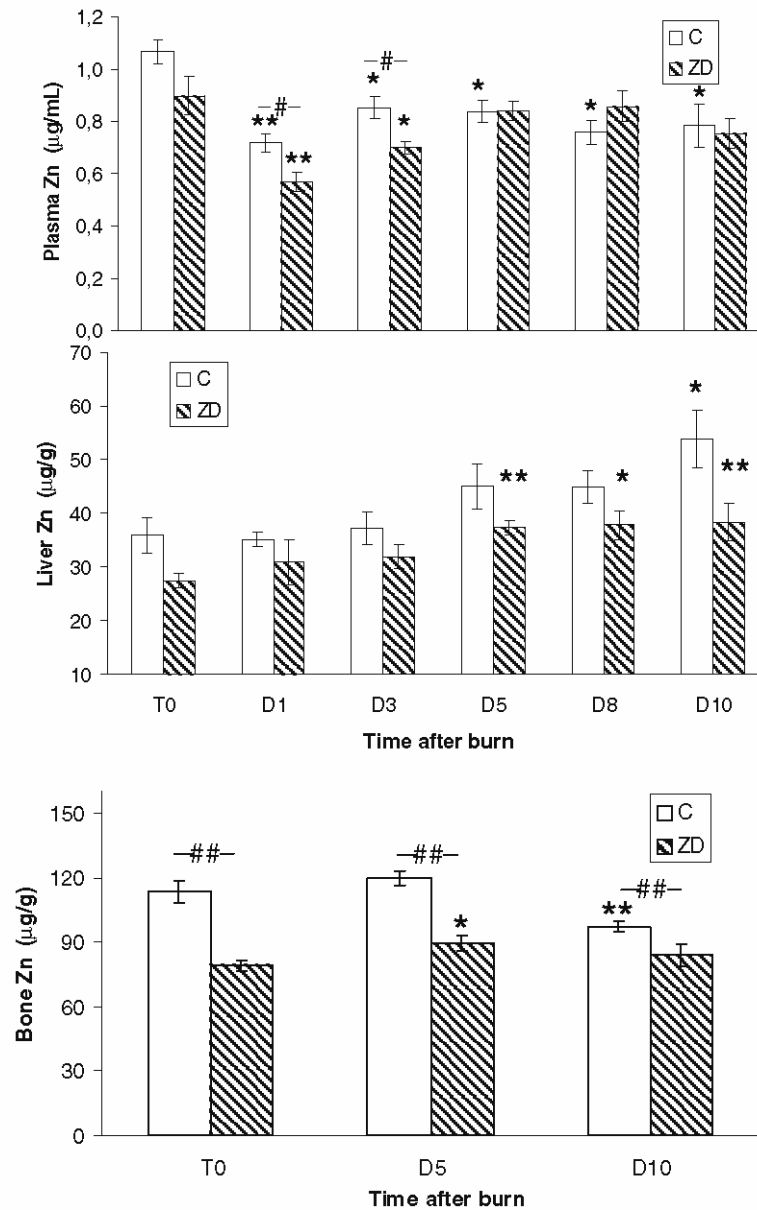 Plasma Zn (µg/mL)
1,2
1,0
0,8
0,6
0,4
0,2
0,0
C
ZD
#
**
**
#
*
*
*
*
*
Liver Zn (µg/g)
70
60
50
40
30
20
10
C
ZD
**
*
*
**
T0 D1 D3 D5 D8 D10
Time after burn
Bone Zn (µg/g)
150
120
90
60
30
0
C
ZD
##
##
*
##
**
T0 D5 D10
Time after burn